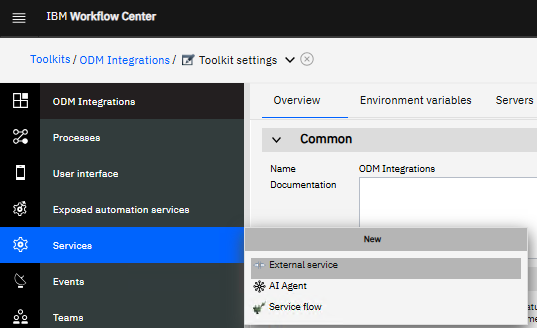 IBM Workflow Center
Toolkits / ODM Integrations / Toolkit settings
ODM Integrations
Overview Environment variables Servers
Processes
Common
User interface
Name ODM Integrations
Documentation
Exposed automation services
Services
New
External service
AI Agent
Service flow
Events
Teams